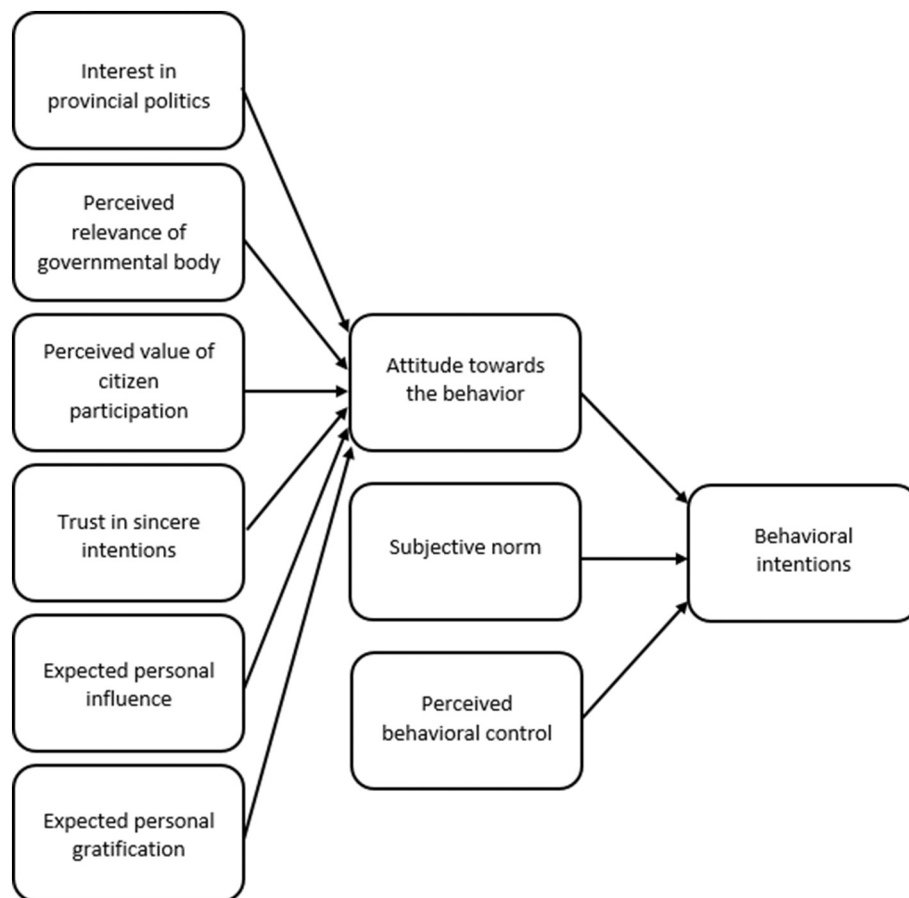 Interest in
provincial politics
Perceived
relevance of
governmental body
Perceived value of
citizen
participation
Trust in sincere
intentions
Expected personal
influence
Expected personal
gratification
Attitude towards
the behavior
Subjective norm
Perceived
behavioral control
Behavioral
intentions